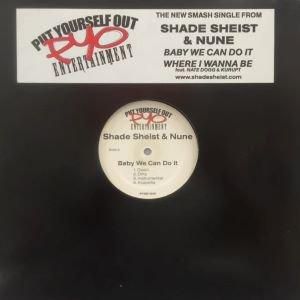 PUT YOURSELF OUT
PYO
ENTERTAINMENT
THE NEW SMASH SINGLE FROM
SHADE SHEIST
& NUNE
BABY WE CAN DO IT
WHERE I WANNA BE
feat. NATE DOGG & KURUPT
www.shadesheist.com
PUT YOURSELF OUT
PYO
ENTERTAINMENT
Shade Sheist & Nune
Baby We Can Do It
1. Clean
2. Dirty
3. Instrumental
4. Acapella